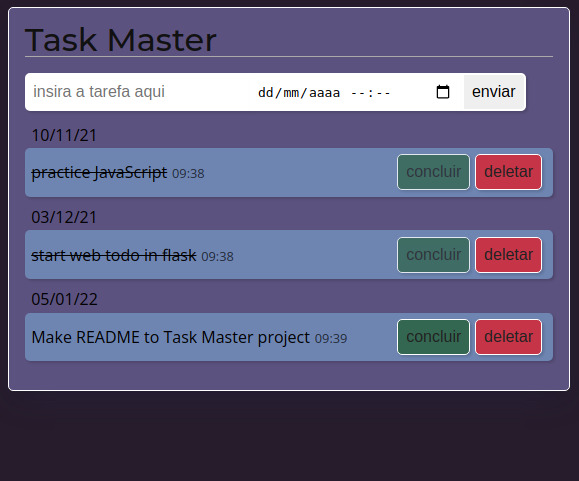 Task Master
insira a tarefa aqui dd/mm/aaaa --:-- enviar
10/11/21
practice JavaScript 09:38 concluir deletar
03/12/21
start web todo in flask 09:38 concluir deletar
05/01/22
Make README to Task Master project 09:39 concluir deletar